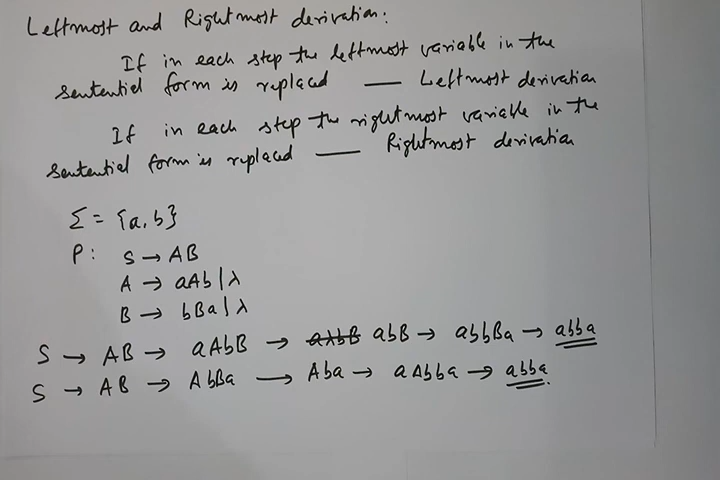 Leftmost and Rightmost derivation:
If in each step the leftmost variable in the
sentential form is replaced — Leftmost derivation
If in each step the rightmost variable in the
sentential form is replaced — Rightmost derivation
Σ = {a, b}
P: S → AB
A → aAb | λ
B → bBa | λ
S → AB → aAbB → aλbB abB → abbBa → abba
S → AB → AbBa → Aba → aAbba → abba.